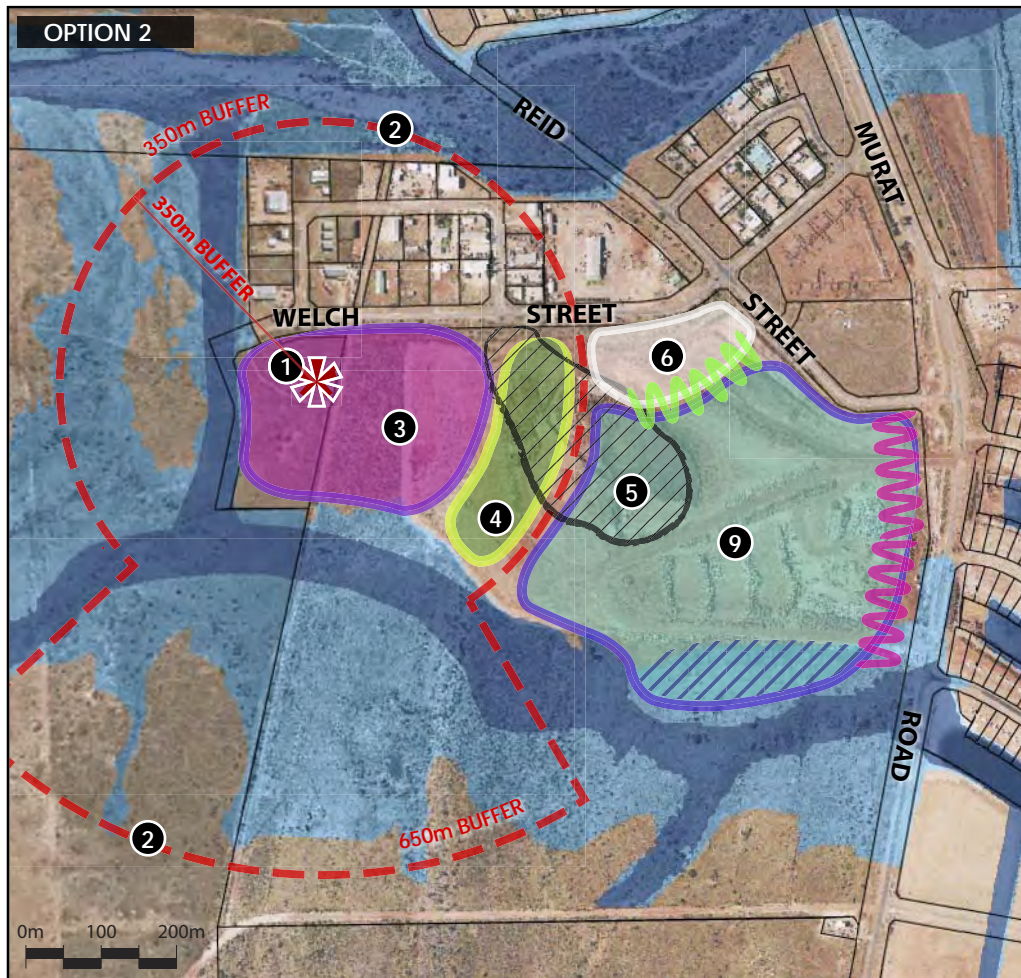 OPTION 2
350m BUFFER
2
REID
MURAT
350m BUFFER
WELCH
STREET
STREET
1
6
3
5
4
9
ROAD
650m BUFFER
2
0m 100 200m